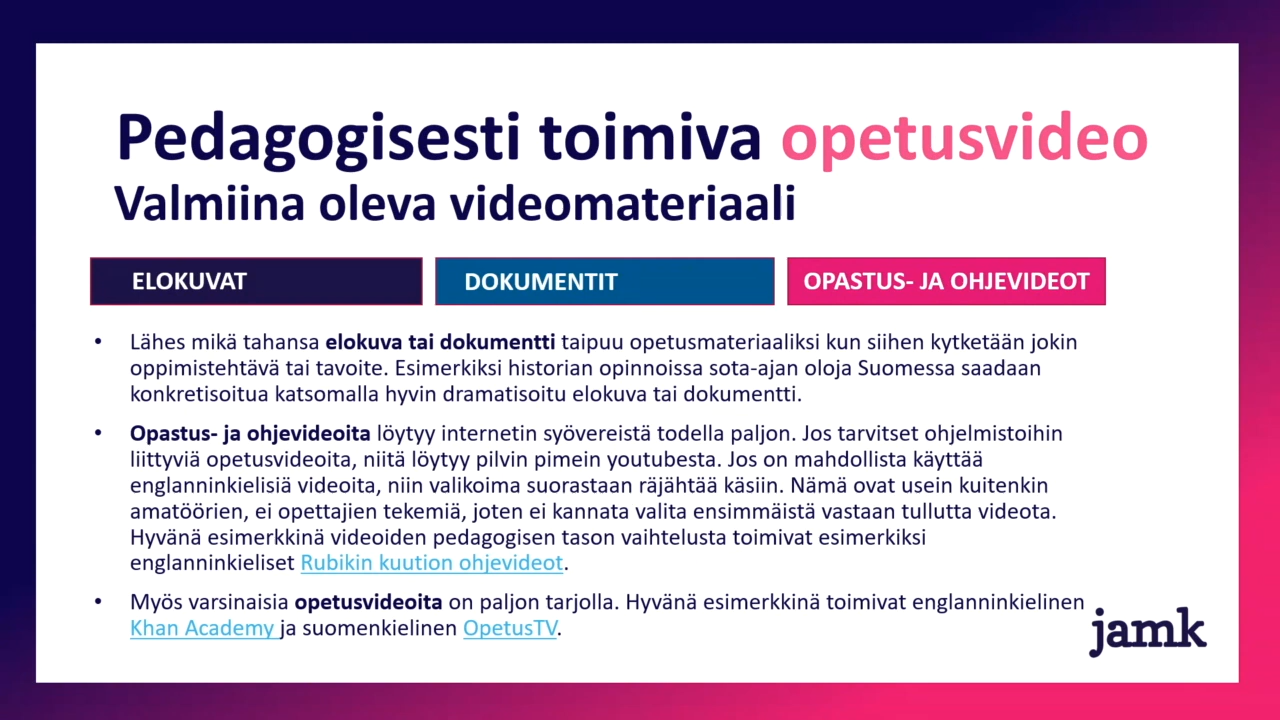 Pedagogisesti toimiva opetusvideo
Valmiina oleva videomateriaali
ELOKUVAT
DOKUMENTIT
OPASTUS- JA OHJEVIDEOT
• Lähes mikä tahansa elokuva tai dokumentti taipuu opetusmateriaaliksi kun siihen kytketään jokin
oppimistehtävä tai tavoite. Esimerkiksi historian opinnoissa sota-ajan oloja Suomessa saadaan
konkretisoitua katsomalla hyvin dramatisoitu elokuva tai dokumentti.
• Opastus- ja ohjevideoita löytyy internetin syövereistä todella paljon. Jos tarvitset ohjelmistoihin
liittyviä opetusvideoita, niitä löytyy pilvin pimein youtubesta. Jos on mahdollista käyttää
englanninkielisiä videoita, niin valikoima suorastaan räjähtää käsiin. Nämä ovat usein kuitenkin
amatöörien, ei opettajien tekemiä, joten ei kannata valita ensimmäistä vastaan tullutta videota.
Hyvänä esimerkkinä videoiden pedagogisen tason vaihtelusta toimivat esimerkiksi
englanninkieliset Rubikin kuution ohjevideot.
• Myös varsinaisia opetusvideoita on paljon tarjolla. Hyvänä esimerkkinä toimivat englanninkielinen
Khan Academy ja suomenkielinen OpetusTV.
jamk